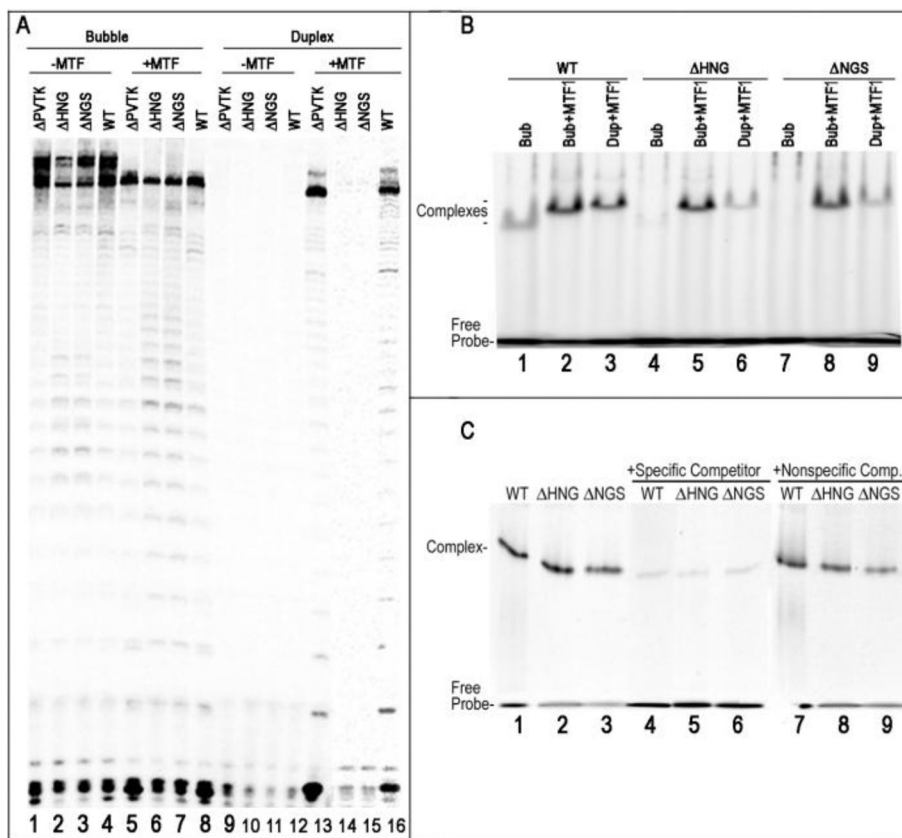 A
Bubble Duplex
-MTF +MTF -MTF +MTF
ΔPVTK ΔHNG ΔNGS WT ΔPVTK ΔHNG ΔNGS WT ΔPVTK ΔHNG ΔNGS WT ΔPVTK ΔHNG ΔNGS WT
1 2 3 4 5 6 7 8 9 10 11 12 13 14 15 16
B
WT ΔHNG ΔNGS
Bub Bub+MTF1 Dup+MTF1 Bub Bub+MTF1 Dup+MTF1 Bub Bub+MTF1 Dup+MTF1
Complexes
Free
Probe-
1 2 3 4 5 6 7 8 9
C
+Specific Competitor +Nonspecific Comp.
WT ΔHNG ΔNGS WT ΔHNG ΔNGS WT ΔHNG ΔNGS
Complex-
Free
Probe-
1 2 3 4 5 6 7 8 9